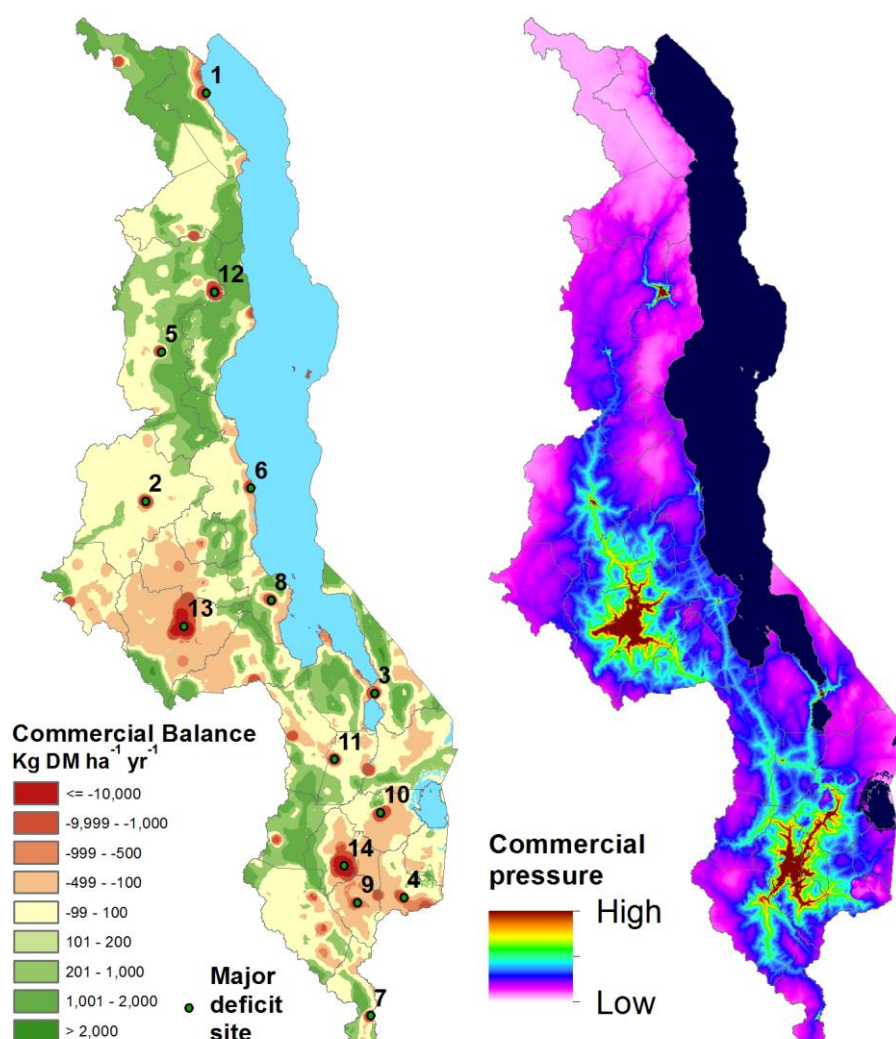 1
12
5
6
2
8
13
3
11
10
14
9
4
7
Commercial Balance
Kg DM ha⁻¹ yr⁻¹
<= -10,000
-9,999 - -1,000
-999 - -500
-499 - -100
-99 - 100
101 - 200
201 - 1,000
1,001 - 2,000
> 2,000
Major
deficit
site
Commercial
pressure
High
Low